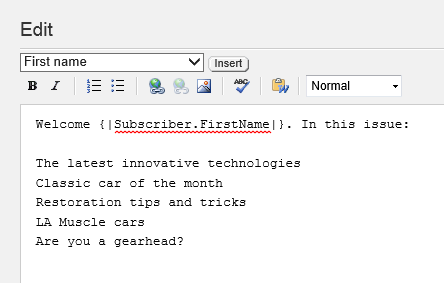 Edit
First name Insert
B I ABC Normal
Welcome {|Subscriber.FirstName|}. In this issue:
The latest innovative technologies
Classic car of the month
Restoration tips and tricks
LA Muscle cars
Are you a gearhead?